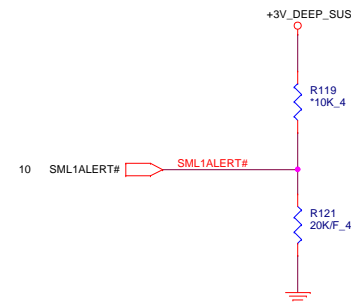 +3V_DEEP_SUS
R119
*10K_4
10 SML1ALERT# SML1ALERT#
R121
20K/F_4